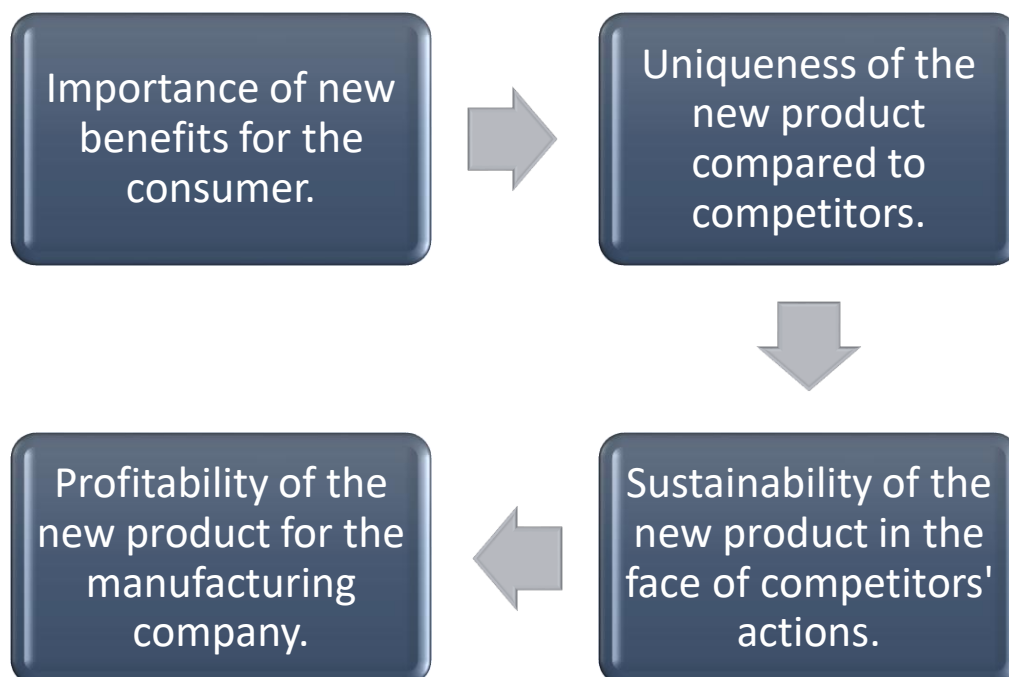 Importance of new
benefits for the
consumer.
Uniqueness of the
new product
compared to
competitors.
Sustainability of the
new product in the
face of competitors'
actions.
Profitability of the
new product for the
manufacturing
company.